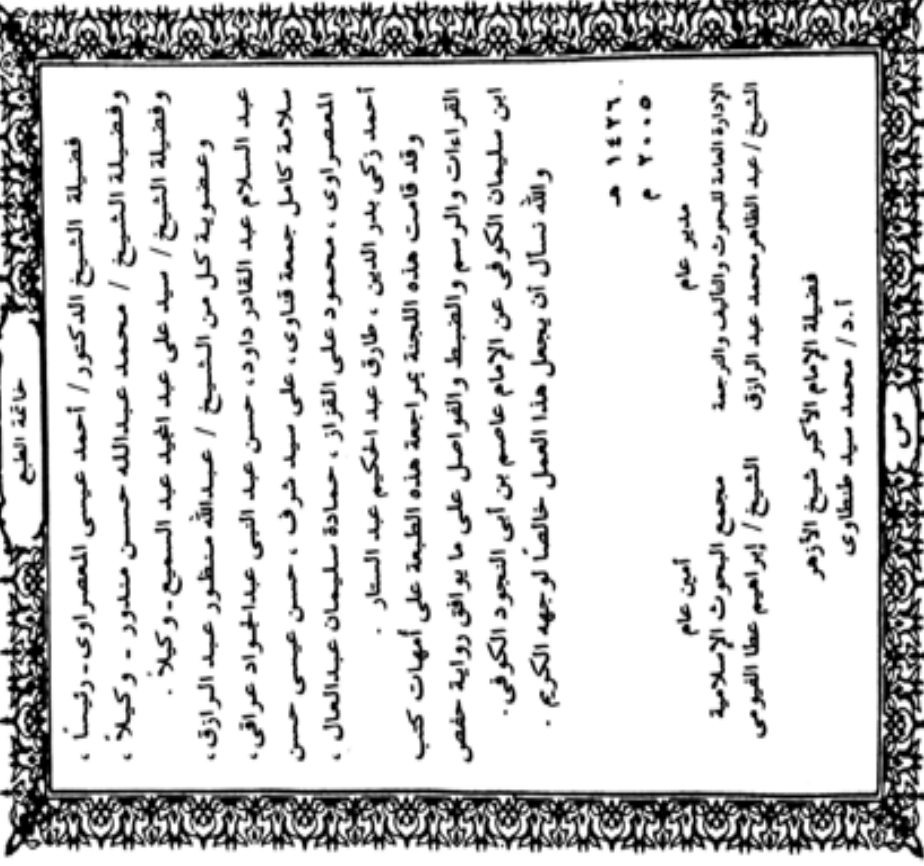 خاتمة الطبع
فضيلة الشيخ الدكتور / أحمد عيسى المعصراوى - رئيسًا ،
وفضيلة الشيخ / محمد عبدالله حسن مندور - وكيلاً ،
وفضيلة الشيخ / سيد على عبد المجيد عبد السميع - وكيلاً .
وعضوية كل من الشيخ / عبدالله منظور عبد الرازق ،
عبد السلام عبد القادر داود ، حسن عبد النبى عبدالجواد عراقى ،
سلامة كامل جمعة قناوى ، على سيد شرف ، حسن عيسى حسن
المعصراوى ، محمود على القزاز ، حمادة سليمان عبدالعال ،
أحمد زكى بدر الدين ، طارق عبد الحكيم عبد الستار .
وقد قامت هذه اللجنة بمراجعة هذه الطبعة على أمهات كتب
القراءات والرسم والضبط والفواصل على ما يوافق رواية حفص
ابن سليمان الكوفى عن الإمام عاصم بن أبى النجود الكوفى .
والله نسأل أن يجعل هذا العمل خالصًا لوجهه الكريم .
١٤٢٦ هـ
٢٠٠٥ م
مدير عام
الإدارة العامة للبحوث والتأليف والترجمة
الشيخ / عبد الظاهر محمد عبد الرازق
أمين عام
مجمع البحوث الإسلامية
الشيخ / إبراهيم عطا الفيومى
فضيلة الإمام الأكبر شيخ الأزهر
أ . د / محمد سيد طنطاوى
س